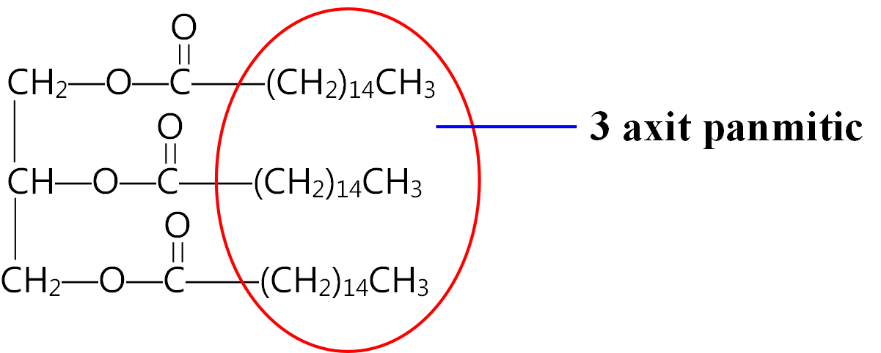 O
CH₂—O—C—(CH₂)₁₄CH₃
O
3 axit panmitic
CH—O—C—(CH₂)₁₄CH₃
O
CH₂—O—C—(CH₂)₁₄CH₃